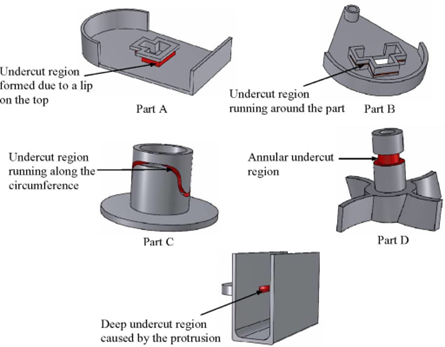 Undercut region
formed due to a lip
on the top
Part A
Undercut region
running around the part
Part B
Undercut region
running along the
circumference
Part C
Annular undercut
region
Part D
Deep undercut region
caused by the protrusion